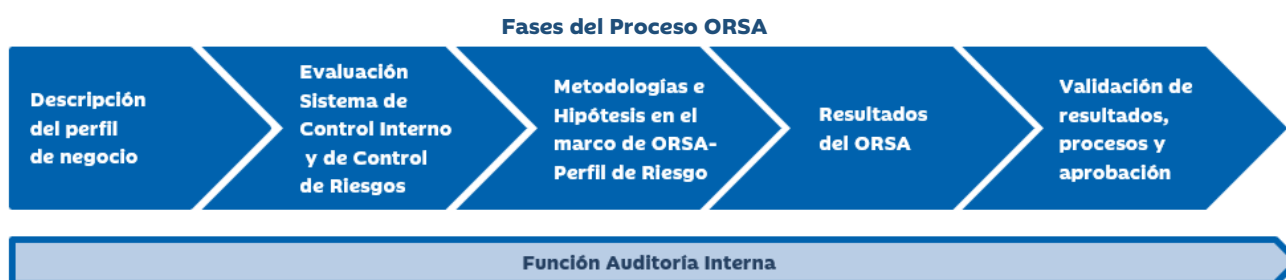 Fases del Proceso ORSA
Descripción
del perfil
de negocio
Evaluación
Sistema de
Control Interno
y de Control
de Riesgos
Metodologías e
Hipótesis en el
marco de ORSA-
Perfil de Riesgo
Resultados
del ORSA
Validación de
resultados,
procesos y
aprobación
Función Auditoría Interna